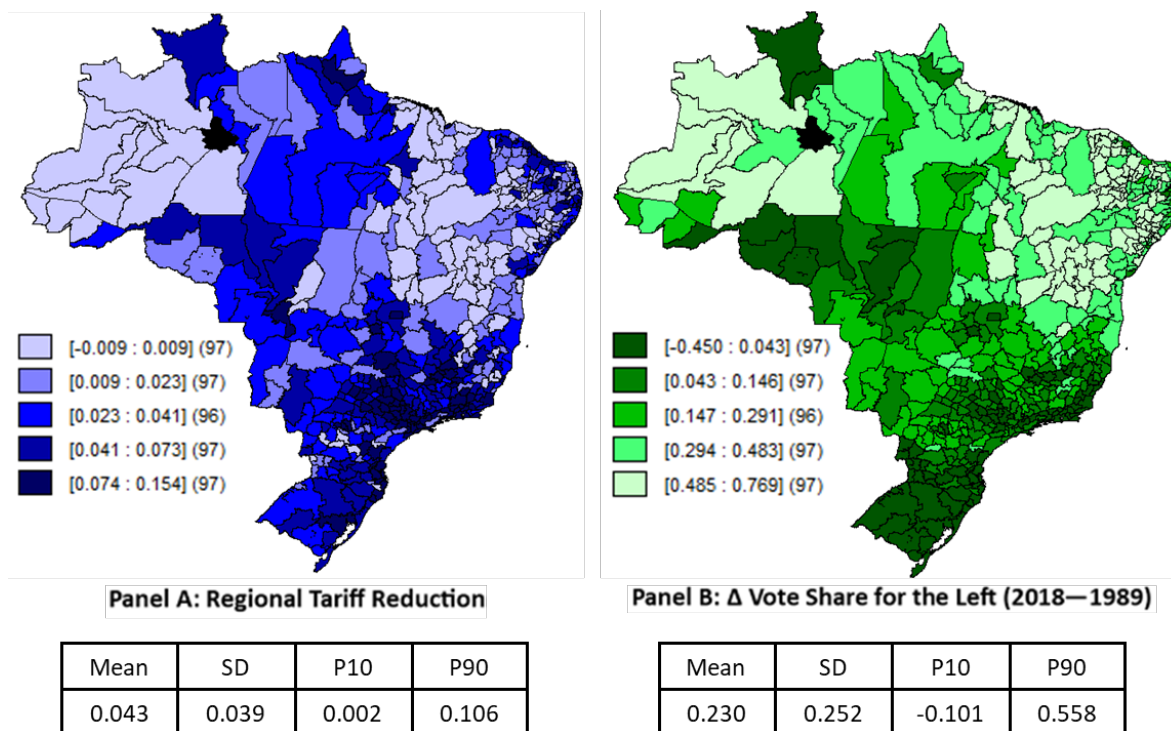 [-0.009 : 0.009] (97)
[0.009 : 0.023] (97)
[0.023 : 0.041] (96)
[0.041 : 0.073] (97)
[0.074 : 0.154] (97)
Panel A: Regional Tariff Reduction
Mean SD P10 P90
0.043 0.039 0.002 0.106
[-0.450 : 0.043] (97)
[0.043 : 0.146] (97)
[0.147 : 0.291] (96)
[0.294 : 0.483] (97)
[0.485 : 0.769] (97)
Panel B: Δ Vote Share for the Left (2018—1989)
Mean SD P10 P90
0.230 0.252 -0.101 0.558